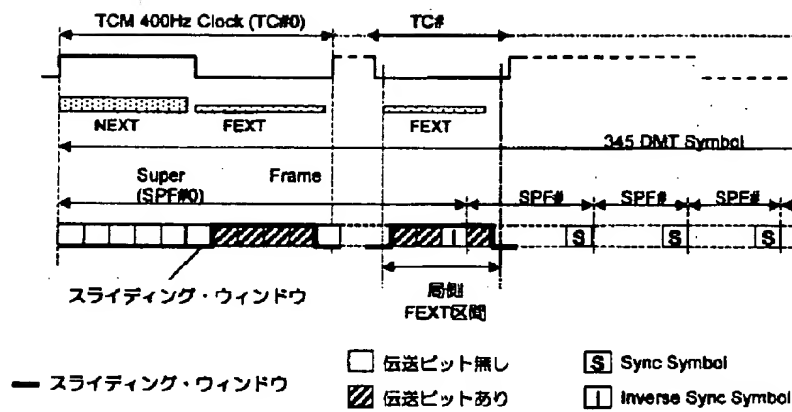 TCM 400Hz Clock (TC#0)
TC#
NEXT
FEXT
FEXT
345 DMT Symbol
Super Frame
(SPF#0)
SPF#
SPF#
SPF#
I
S
S
S
スライディング・ウィンドウ
局側
FEXT区間
伝送ビット無し
S Sync Symbol
スライディング・ウィンドウ
伝送ビットあり
I Inverse Sync Symbol